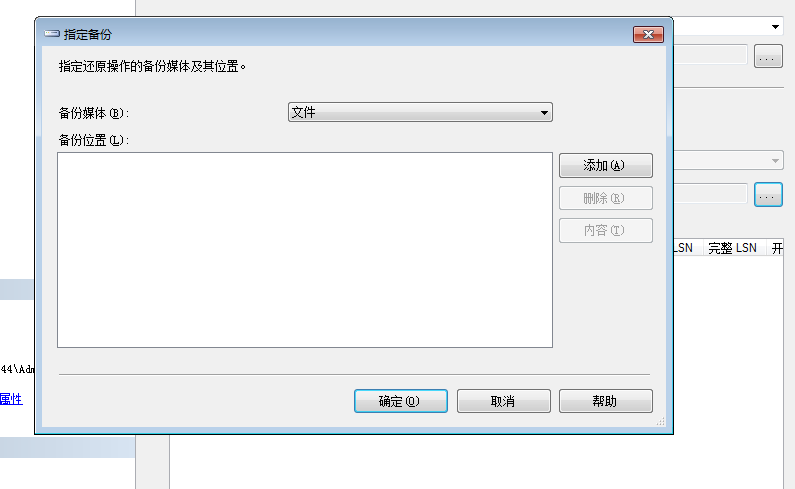 指定备份
指定还原操作的备份媒体及其位置。
备份媒体(B):
文件
备份位置(L):
添加(A)
删除(R)
内容(T)
...
...
LSN
完整 LSN
开
44\Adm
属性
确定(O)
取消
帮助